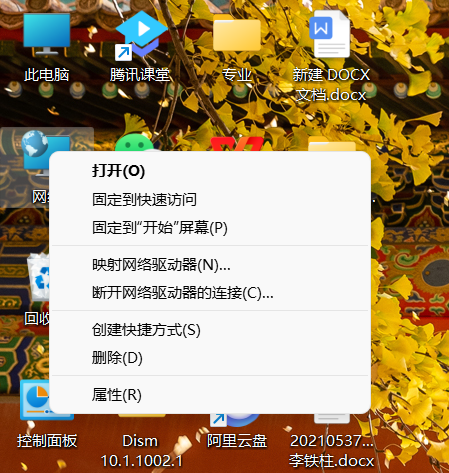 此电脑
腾讯课堂
专业
新建 DOCX
文档.docx
网
打开(O)
固定到快速访问
固定到“开始”屏幕(P)
映射网络驱动器(N)...
断开网络驱动器的连接(C)...
创建快捷方式(S)
删除(D)
属性(R)
回收
控制面板
Dism
10.1.1002.1
阿里云盘
20210537...
李铁柱.docx